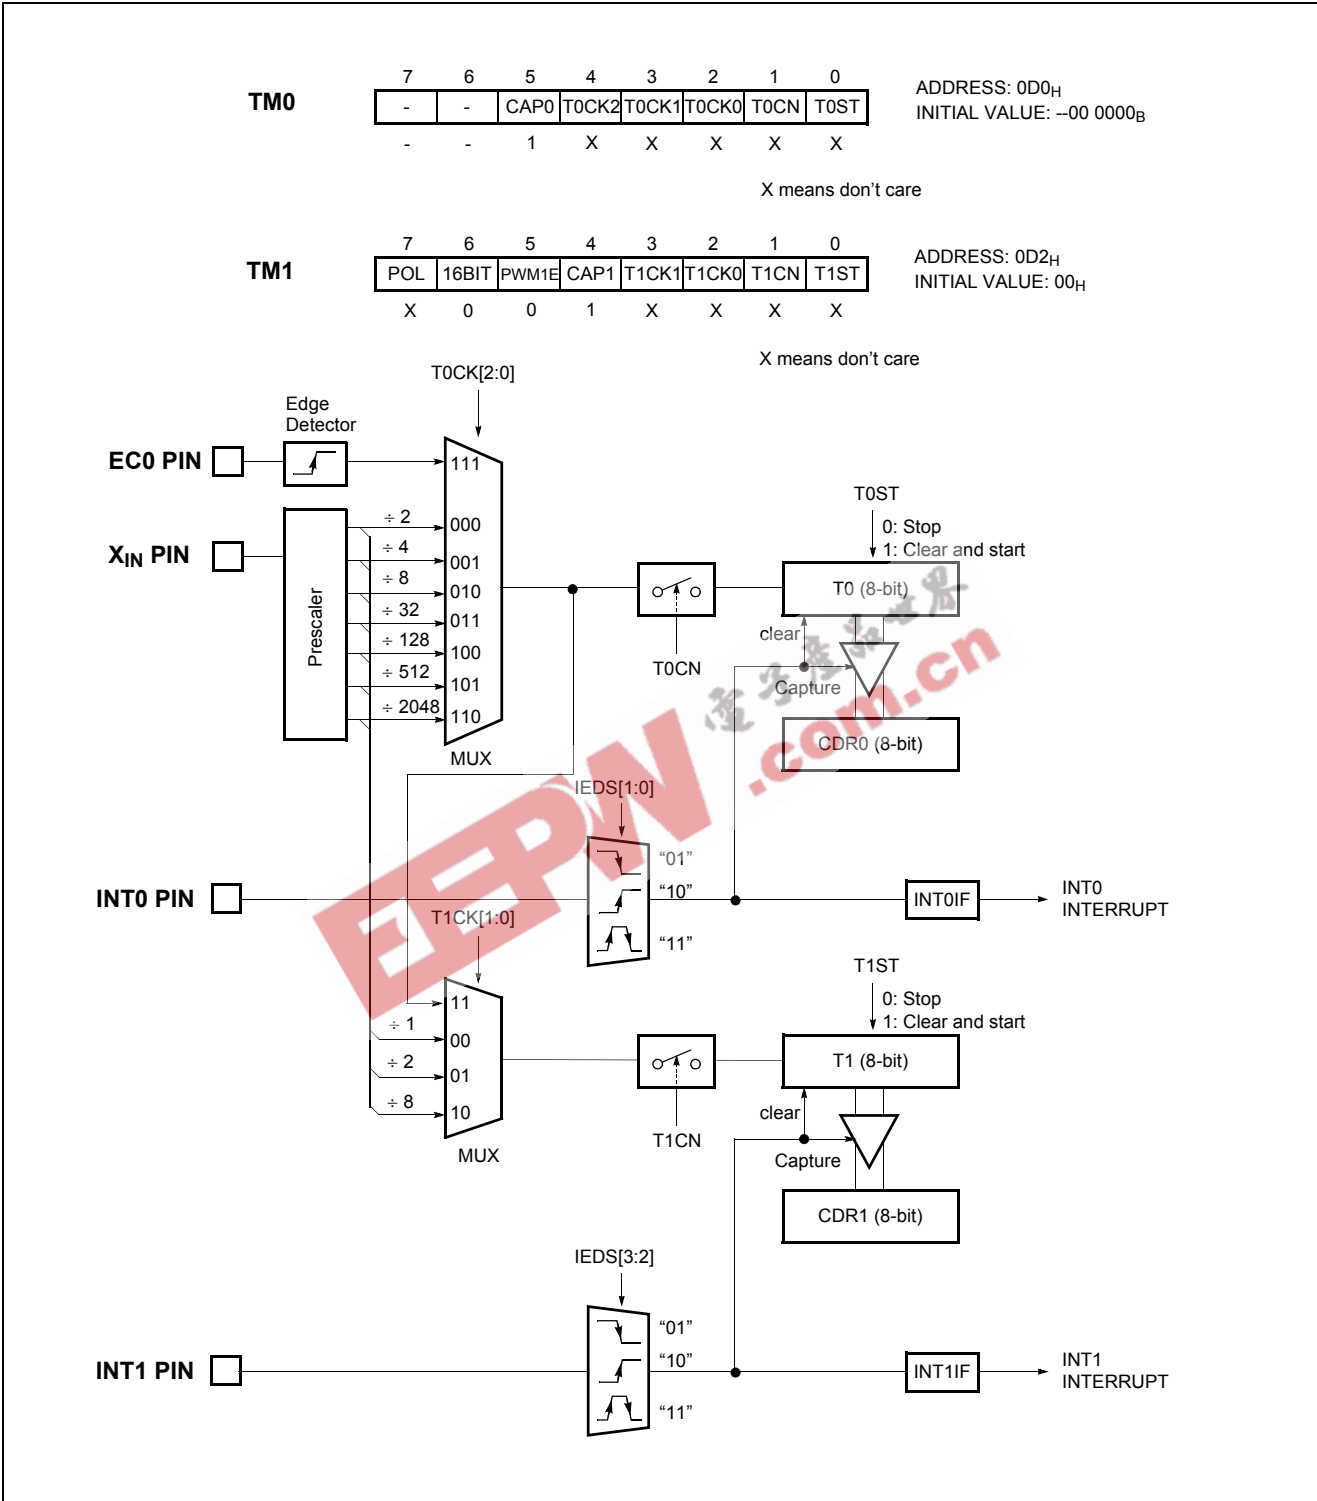 7 6 5 4 3 2 1 0
TM0 - - CAP0 T0CK2 T0CK1 T0CK0 T0CN T0ST
- - 1 X X X X X
ADDRESS: 0D0H
INITIAL VALUE: --00 0000B
X means don't care
7 6 5 4 3 2 1 0
TM1 POL 16BIT PWM1E CAP1 T1CK1 T1CK0 T1CN T1ST
X 0 0 1 X X X X
ADDRESS: 0D2H
INITIAL VALUE: 00H
X means don't care
T0CK[2:0]
Edge
Detector
EC0 PIN
111
XIN PIN
Prescaler
÷ 2 000
÷ 4 001
÷ 8 010
÷ 32 011
÷ 128 100
÷ 512 101
÷ 2048 110
MUX
T0CN
T0ST
0: Stop
1: Clear and start
T0 (8-bit)
clear
Capture
CDR0 (8-bit)
電子產品世界
EEPW.com.cn
IEDS[1:0]
"01"
"10"
"11"
INT0 PIN
INT0IF
INT0
INTERRUPT
T1CK[1:0]
11
÷ 1 00
÷ 2 01
÷ 8 10
MUX
T1CN
T1ST
0: Stop
1: Clear and start
T1 (8-bit)
clear
Capture
CDR1 (8-bit)
IEDS[3:2]
"01"
"10"
"11"
INT1 PIN
INT1IF
INT1
INTERRUPT